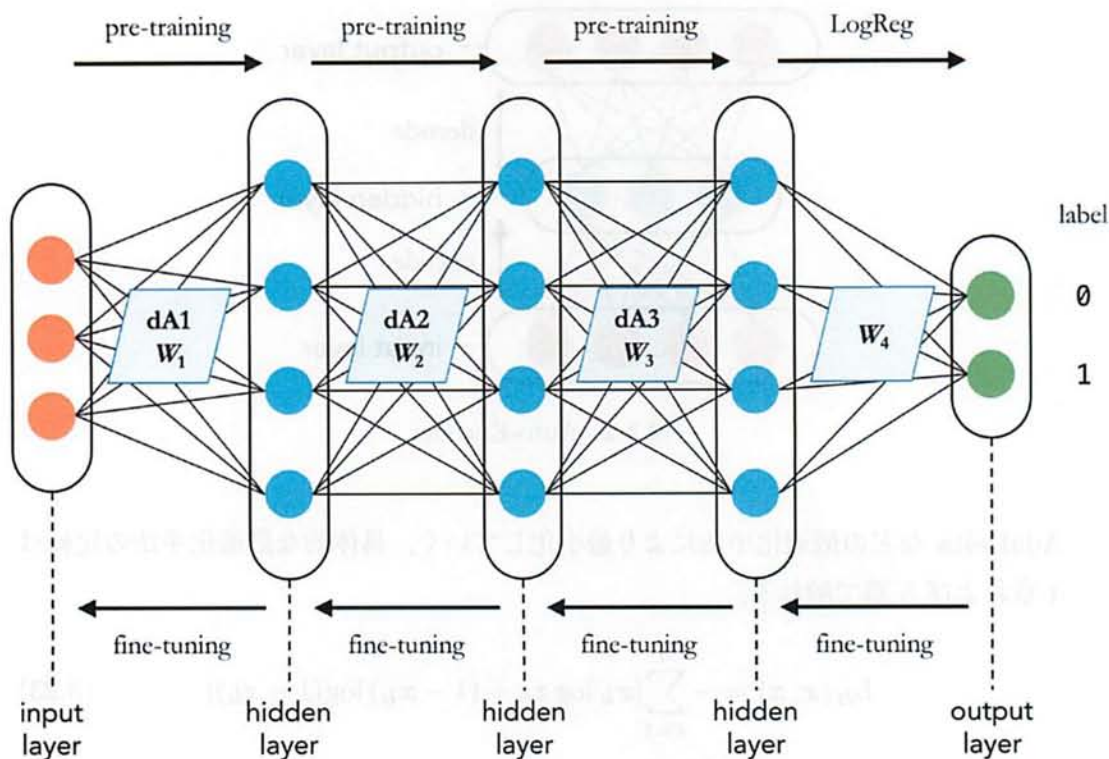 pre-training
pre-training
pre-training
LogReg
label
0
1
dA1
W₁
dA2
W₂
dA3
W₃
W₄
fine-tuning
fine-tuning
fine-tuning
fine-tuning
input
layer
hidden
layer
hidden
layer
hidden
layer
output
layer